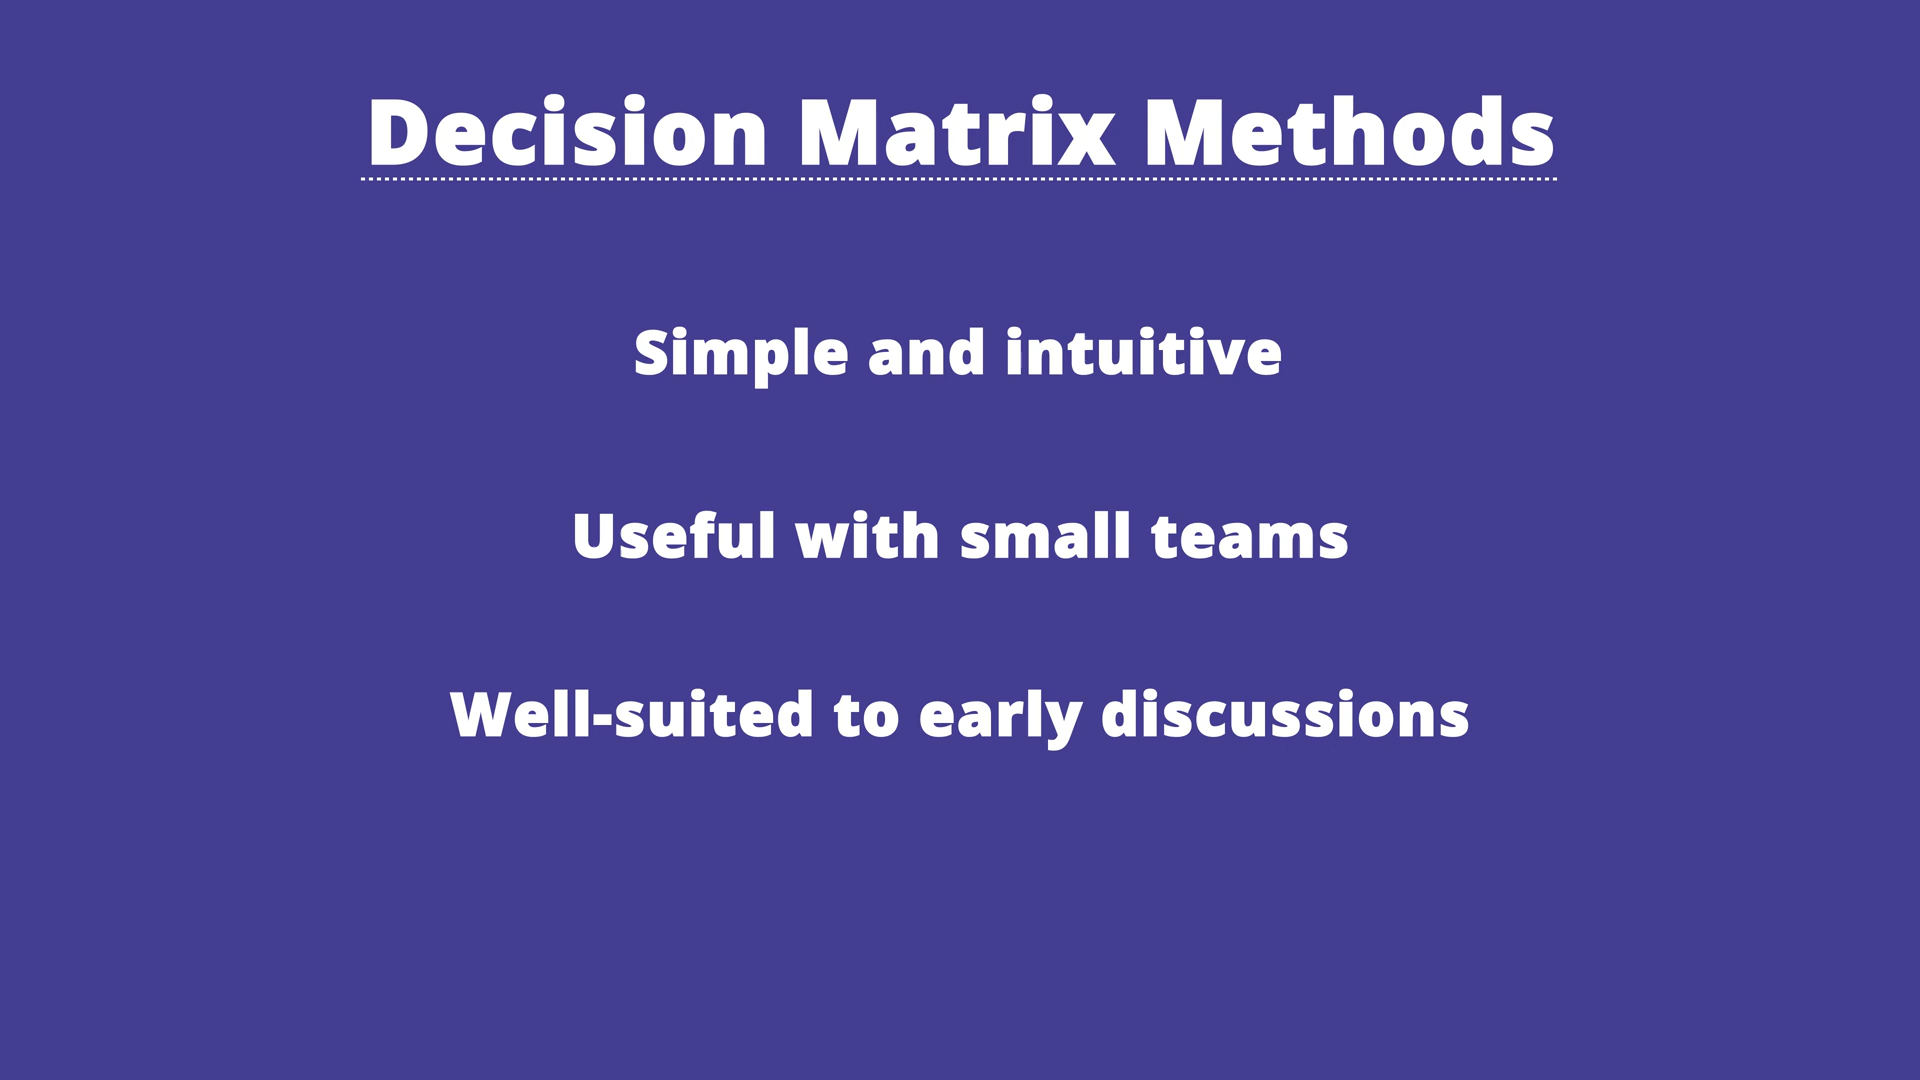 Decision Matrix Methods
Simple and intuitive
Useful with small teams
Well-suited to early discussions